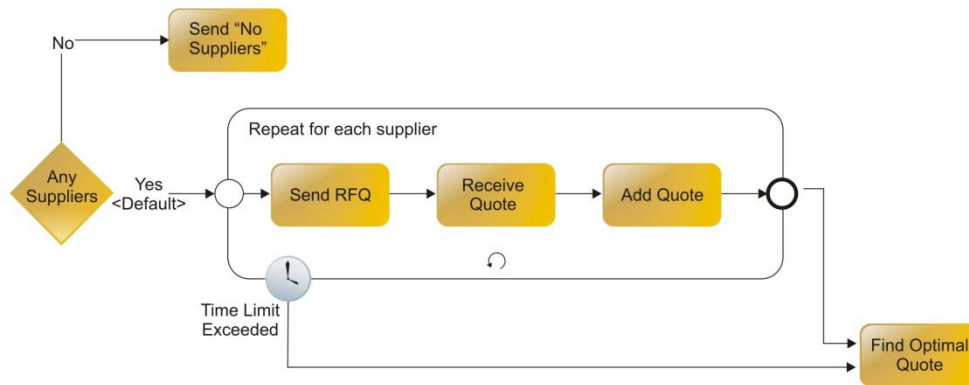 No
Send “No
Suppliers”
Repeat for each supplier
Any
Suppliers
Yes
<Default>
Send RFQ
Receive
Quote
Add Quote
Time Limit
Exceeded
Find Optimal
Quote